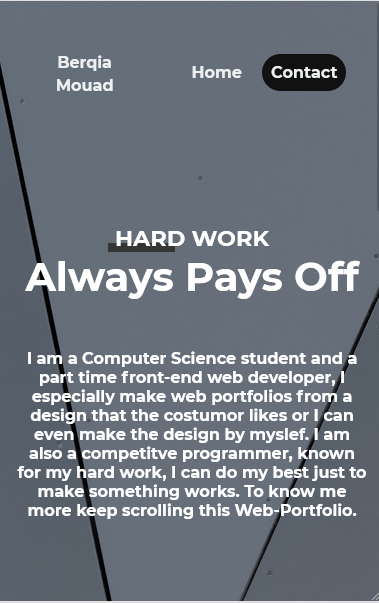 Berqia
Mouad
Home
Contact
HARD WORK
Always Pays Off
I am a Computer Science student and a
part time front-end web developer, I
especially make web portfolios from a
design that the costumor likes or I can
even make the design by myslef. I am
also a competitve programmer, known
for my hard work, I can do my best just to
make something works. To know me
more keep scrolling this Web-Portfolio.